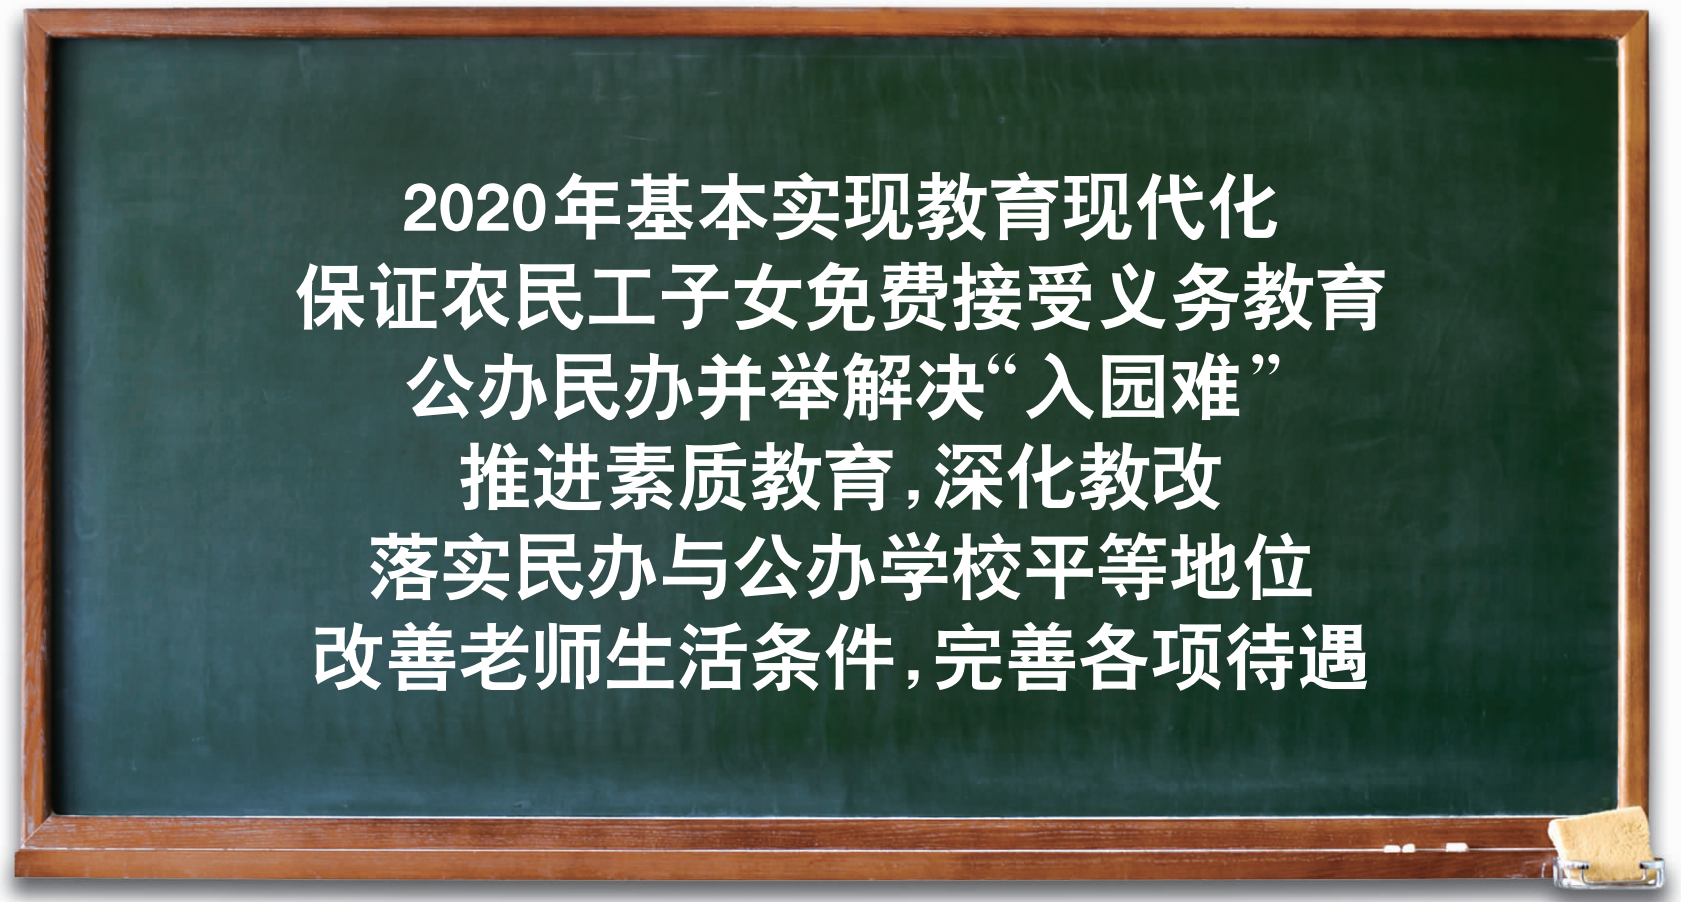 2020年基本实现教育现代化
保证农民工子女免费接受义务教育
公办民办并举解决“入园难”
推进素质教育,深化教改
落实民办与公办学校平等地位
改善老师生活条件,完善各项待遇